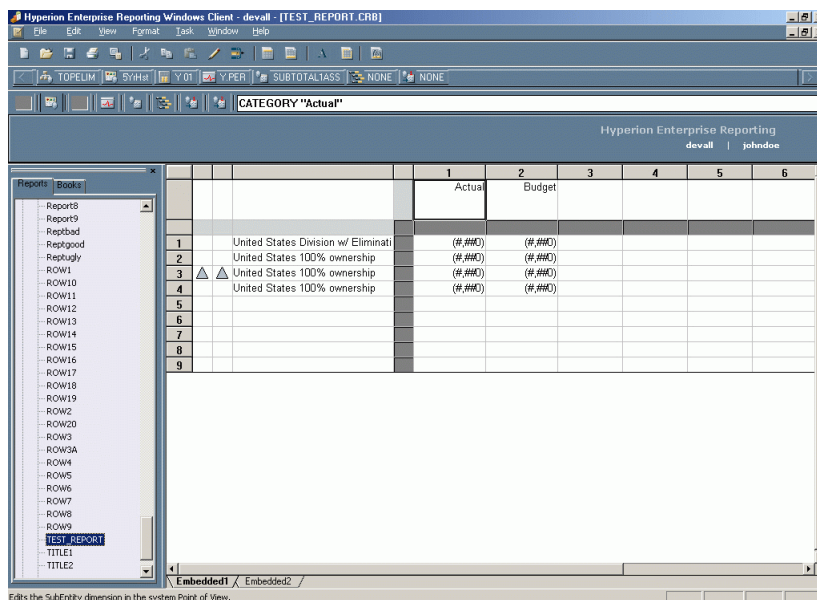 Hyperion Enterprise Reporting Windows Client - devall - [TEST_REPORT.CRB]
File Edit View Format Task Window Help
TOPELIM 5YrHst Y 01 Y.PER SUBTOTAL1ASS NONE NONE
CATEGORY "Actual"
Hyperion Enterprise Reporting
devall | johndoe
Reports Books
Report8
Report9
Reptbad
Reptgood
Reptugly
ROW1
ROW10
ROW11
ROW12
ROW13
ROW14
ROW15
ROW16
ROW17
ROW18
ROW19
ROW2
ROW20
ROW3
ROW3A
ROW4
ROW5
ROW6
ROW7
ROW8
ROW9
TEST_REPORT
TITLE1
TITLE2
1 2 3 4 5 6
Actual Budget
1 United States Division w/ Eliminati (#,##0) (#,##0)
2 United States 100% ownership (#,##0) (#,##0)
3 United States 100% ownership (#,##0) (#,##0)
4 United States 100% ownership (#,##0) (#,##0)
5
6
7
8
9
Embedded1 Embedded2
Edits the SubEntity dimension in the system Point of View.